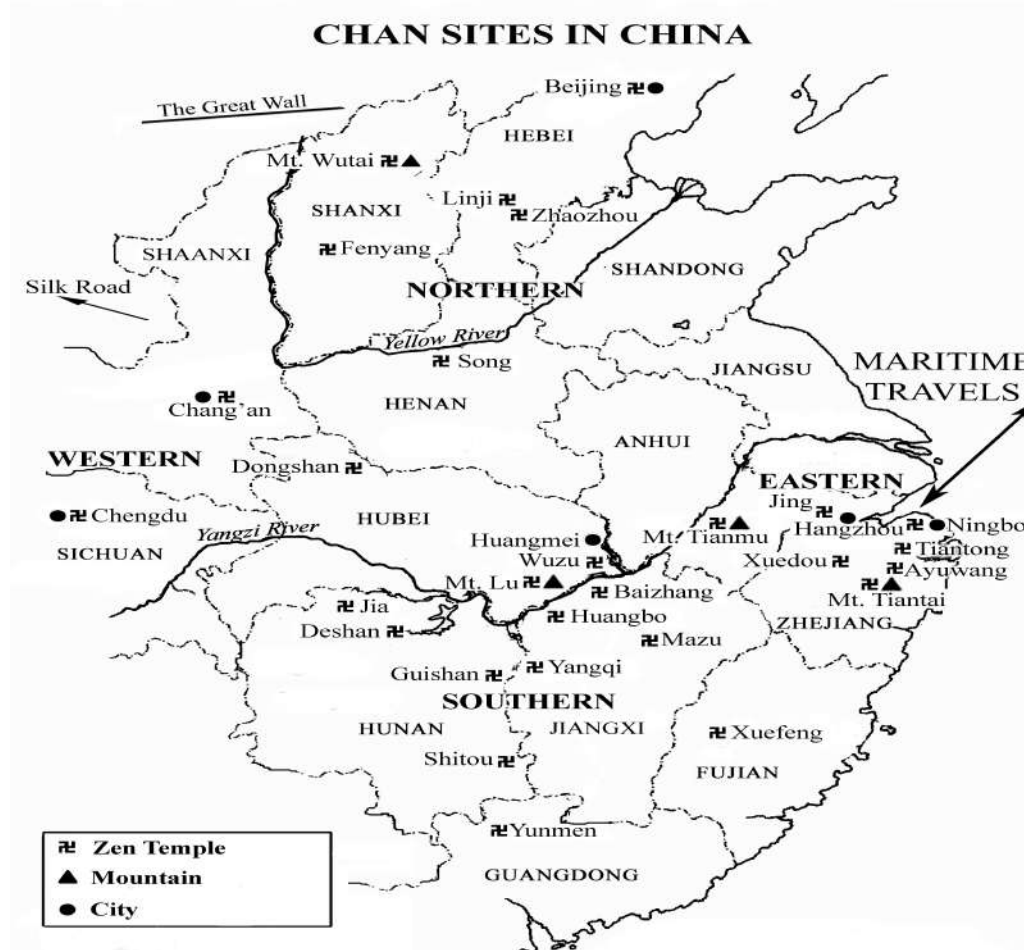 CHAN SITES IN CHINA
Beijing
The Great Wall
HEBEI
Mt. Wutai
Linji
SHANXI
Zhaozhou
Fenyang
SHAANXI
SHANDONG
Silk Road
NORTHERN
Yellow River
Song
MARITIME
TRAVELS
JIANGSU
Chang'an
HENAN
ANHUI
WESTERN
Dongshan
EASTERN
Jing
Chengdu
HUBEI
Hangzhou
Ningbo
Yangzi River
Mt. Tianmu
Huangmei
SICHUAN
Tiantong
Wuzu
Xuedou
Ayuwang
Mt. Lu
Baizhang
Mt. Tiantai
Jia
Huangbo
ZHEJIANG
Deshan
Mazu
Guishan
Yangqi
SOUTHERN
HUNAN
JIANGXI
Xuefeng
Shitou
FUJIAN
Yunmen
GUANGDONG
卍 Zen Temple
Mountain
City